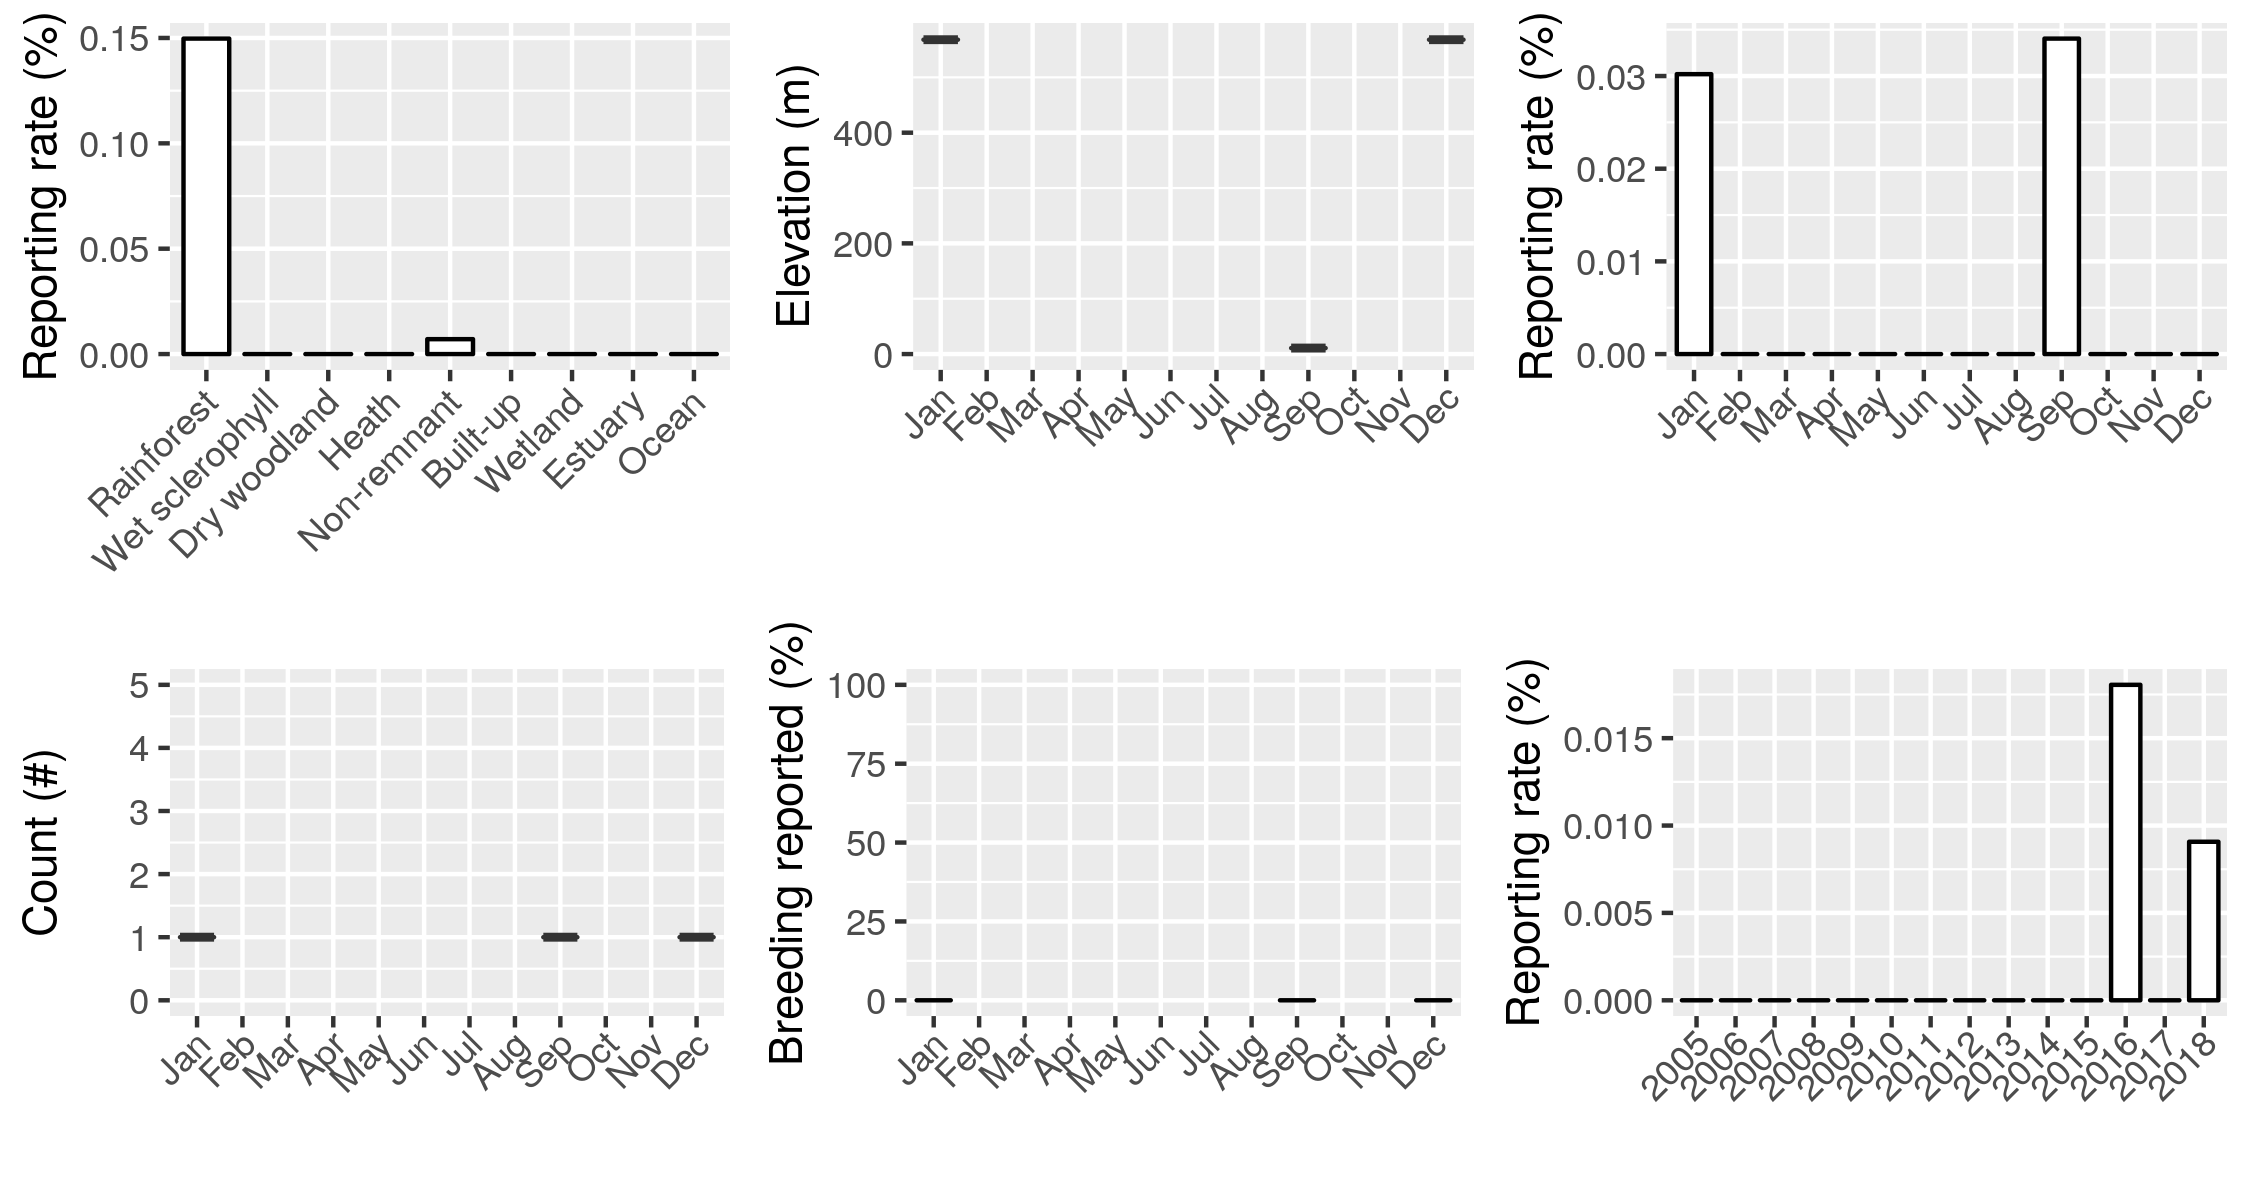 Reporting rate (%)
0.15
0.10
0.05
0.00
Rainforest
Wet sclerophyll
Dry woodland
Heath
Non-remnant
Built-up
Wetland
Estuary
Ocean
Elevation (m)
400
200
0
Jan Feb Mar Apr May Jun Jul Aug Sep Oct Nov Dec
Reporting rate (%)
0.03
0.02
0.01
0.00
Jan Feb Mar Apr May Jun Jul Aug Sep Oct Nov Dec
Count (#)
5
4
3
2
1
0
Jan Feb Mar Apr May Jun Jul Aug Sep Oct Nov Dec
Breeding reported (%)
100
75
50
25
0
Jan Feb Mar Apr May Jun Jul Aug Sep Oct Nov Dec
Reporting rate (%)
0.015
0.010
0.005
0.000
2005 2006 2007 2008 2009 2010 2011 2012 2013 2014 2015 2016 2017 2018